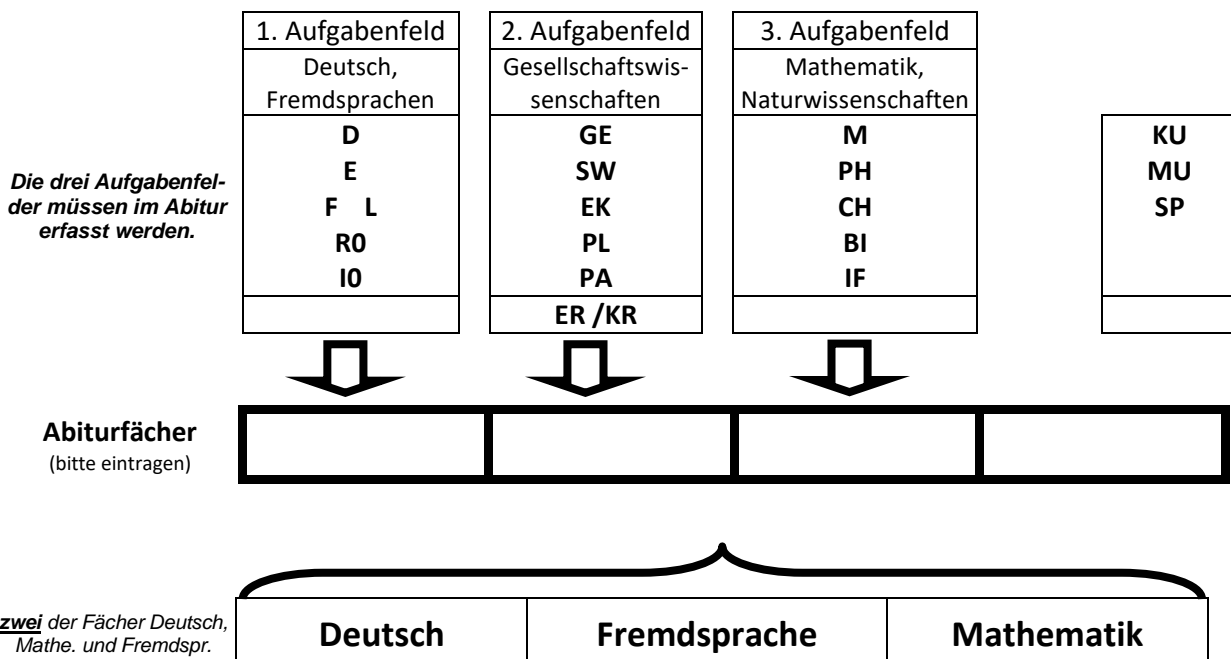 1. Aufgabenfeld
Deutsch,
Fremdsprachen
D
E
F L
R0
I0
2. Aufgabenfeld
Gesellschaftswis-
senschaften
GE
SW
EK
PL
PA
ER /KR
3. Aufgabenfeld
Mathematik,
Naturwissenschaften
M
PH
CH
BI
IF
KU
MU
SP
Die drei Aufgabenfel-
der müssen im Abitur
erfasst werden.
Abiturfächer
(bitte eintragen)
zwei der Fächer Deutsch,
Mathe. und Fremdspr.
Deutsch
Fremdsprache
Mathematik